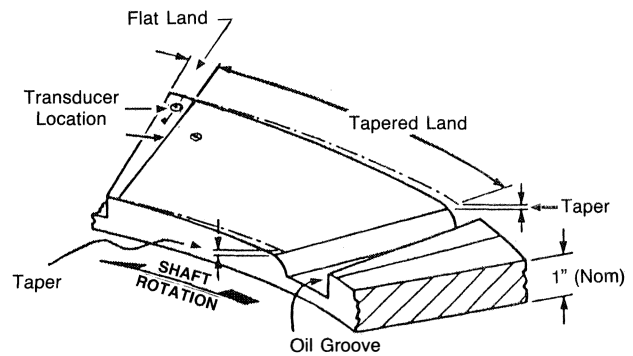 Flat Land
Transducer
Location
Tapered Land
Taper
Taper
SHAFT
ROTATION
1" (Nom)
Oil Groove